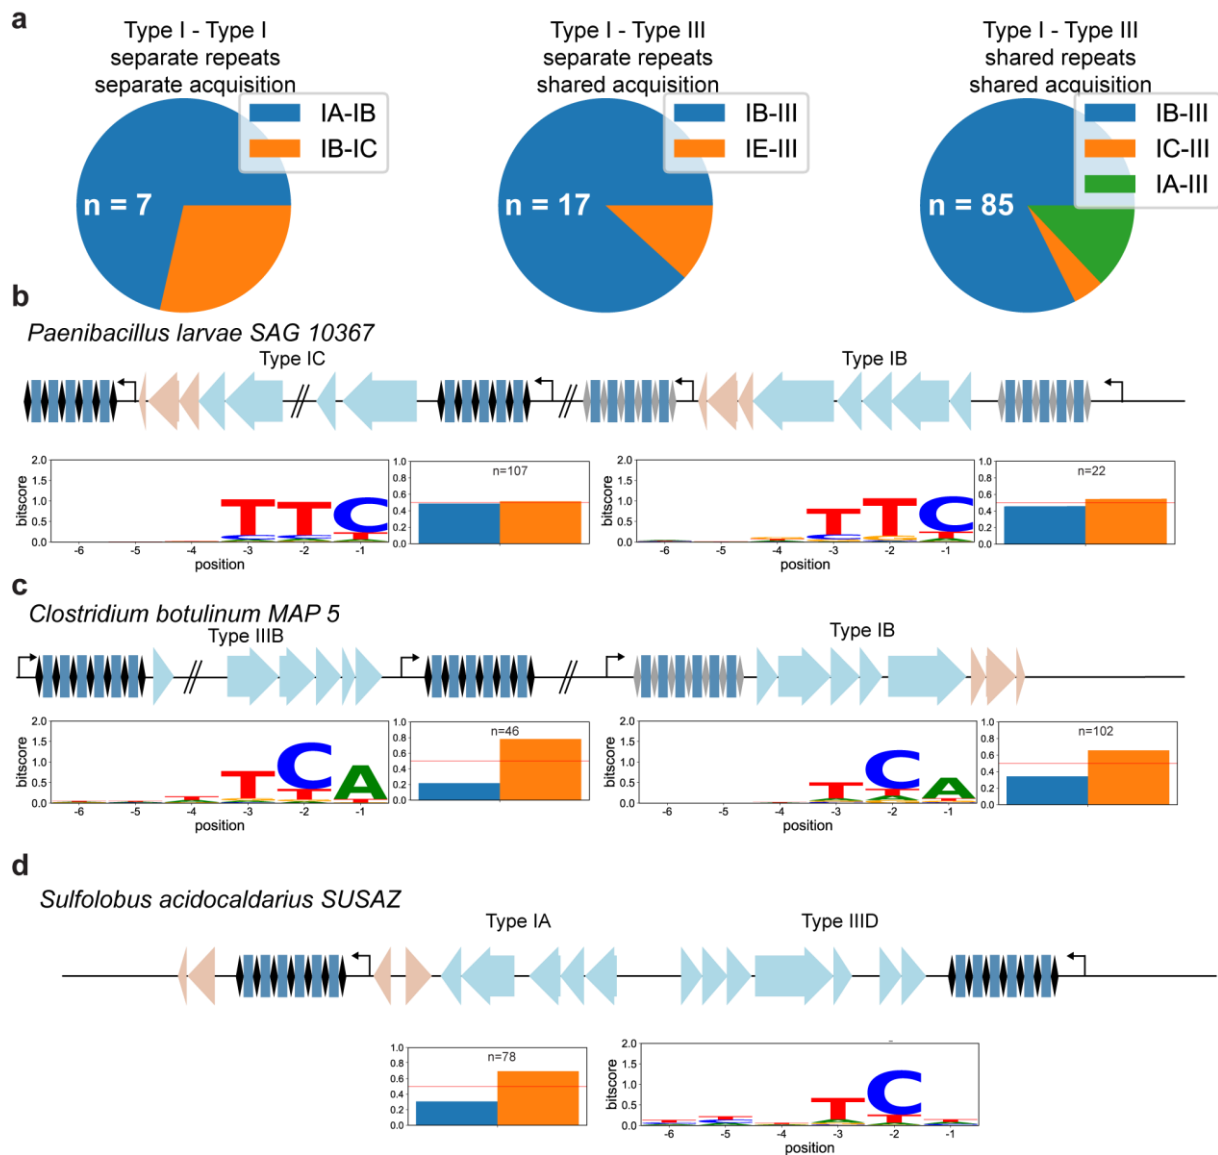 a
Type I - Type I
separate repeats
separate acquisition
IA-IB
IB-IC
n = 7
Type I - Type III
separate repeats
shared acquisition
IB-III
IE-III
n = 17
Type I - Type III
shared repeats
shared acquisition
IB-III
IC-III
IA-III
n = 85
b
Paenibacillus larvae SAG 10367
Type IC
Type IB
2.0
1.5
1.0
0.5
0.0
bitscore
TTC
-6 -5 -4 -3 -2 -1
position
1.0
0.8
0.6
0.4
0.2
0.0
n=107
2.0
1.5
1.0
0.5
0.0
bitscore
TTC
-6 -5 -4 -3 -2 -1
position
1.0
0.8
0.6
0.4
0.2
0.0
n=22
c
Clostridium botulinum MAP 5
Type IIIB
Type IB
2.0
1.5
1.0
0.5
0.0
bitscore
TCA
-6 -5 -4 -3 -2 -1
position
1.0
0.8
0.6
0.4
0.2
0.0
n=46
2.0
1.5
1.0
0.5
0.0
bitscore
TCA
-6 -5 -4 -3 -2 -1
position
1.0
0.8
0.6
0.4
0.2
0.0
n=102
d
Sulfolobus acidocaldarius SUSAZ
Type IA
Type IIID
1.0
0.8
0.6
0.4
0.2
0.0
n=78
2.0
1.5
1.0
0.5
0.0
bitscore
TC
-6 -5 -4 -3 -2 -1
position